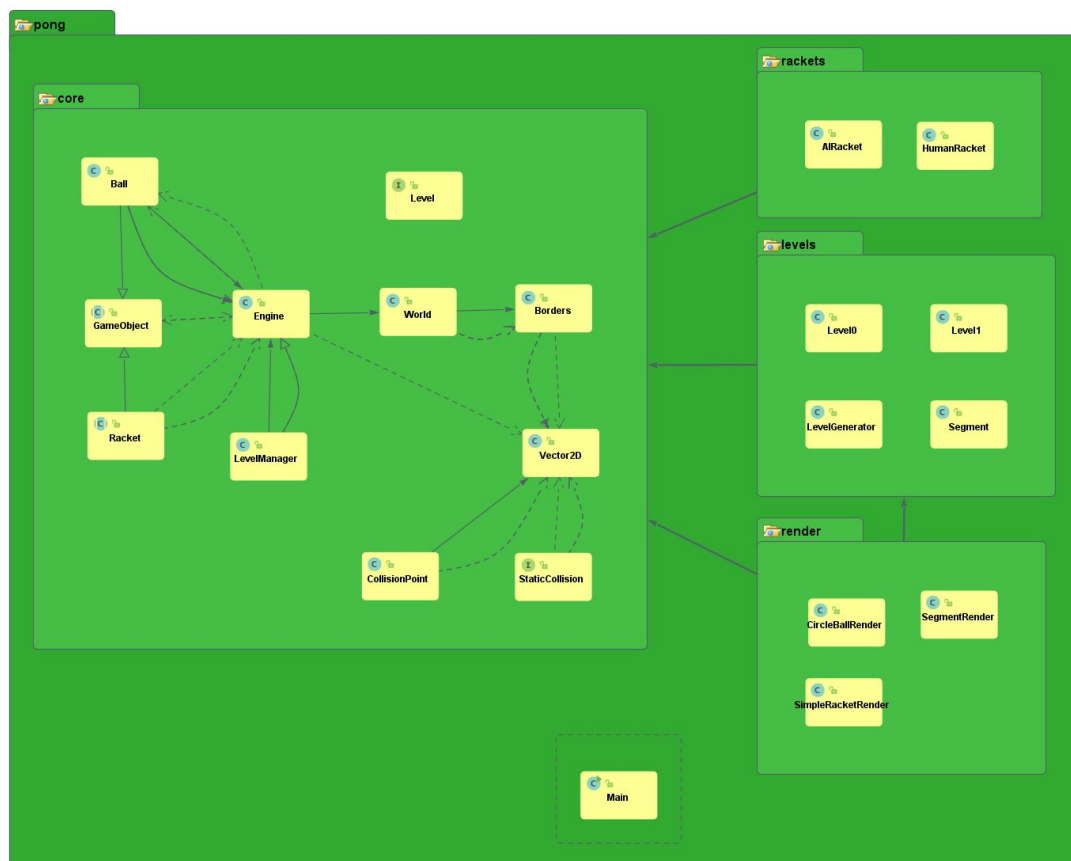 pong
rackets
AIRacket
HumanRacket
core
Ball
Level
levels
GameObject
Engine
World
Borders
Level0
Level1
Racket
LevelManager
Vector2D
LevelGenerator
Segment
render
CollisionPoint
StaticCollision
CircleBallRender
SegmentRender
SimpleRacketRender
Main